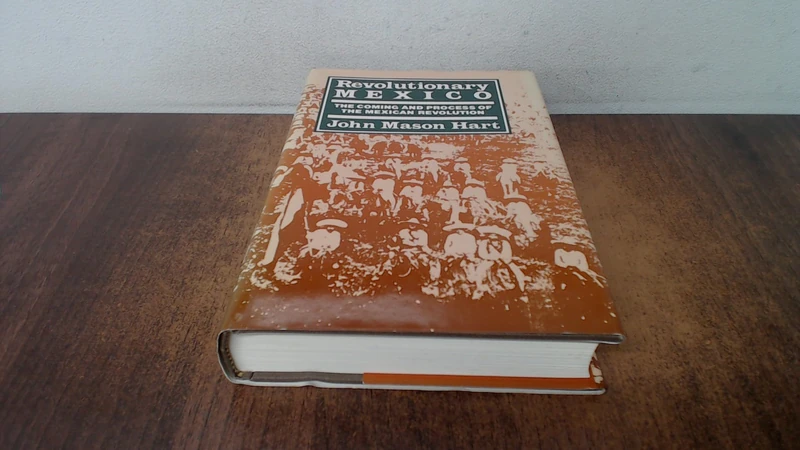 Revolutionary
MEXICO
THE COMING AND PROCESS OF
THE MEXICAN REVOLUTION
John Mason Hart